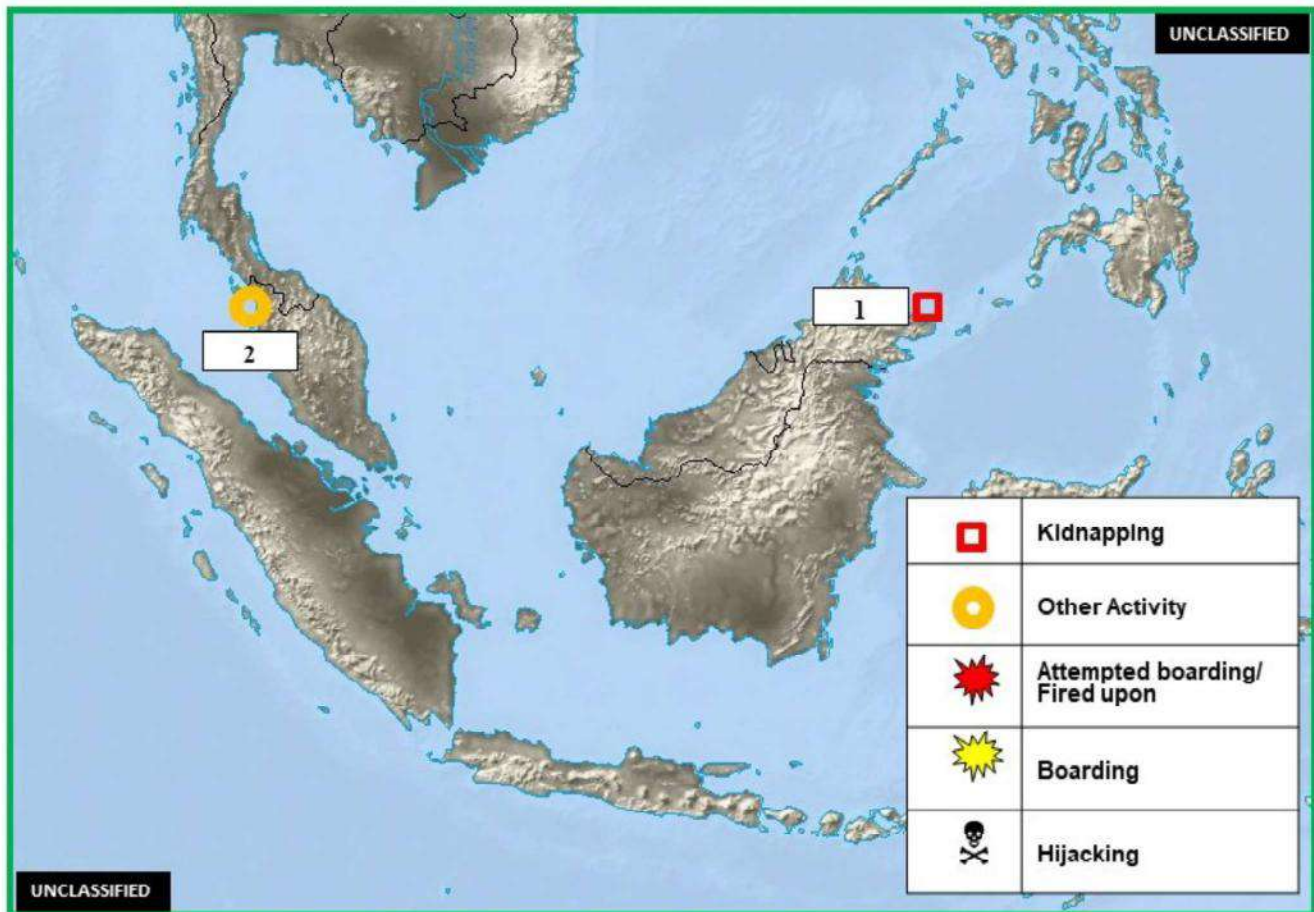 UNCLASSIFIED
1
2
Kidnapping
Other Activity
Attempted boarding/
Fired upon
Boarding
Hijacking
UNCLASSIFIED